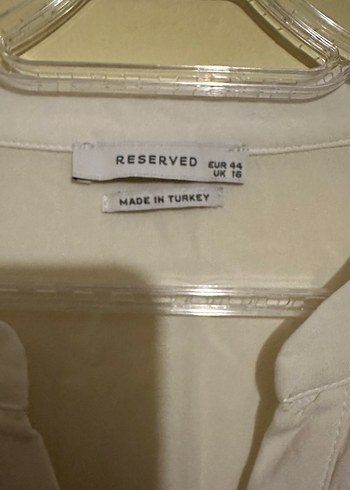 RESERVED
EUR 44
UK 16
MADE IN TURKEY